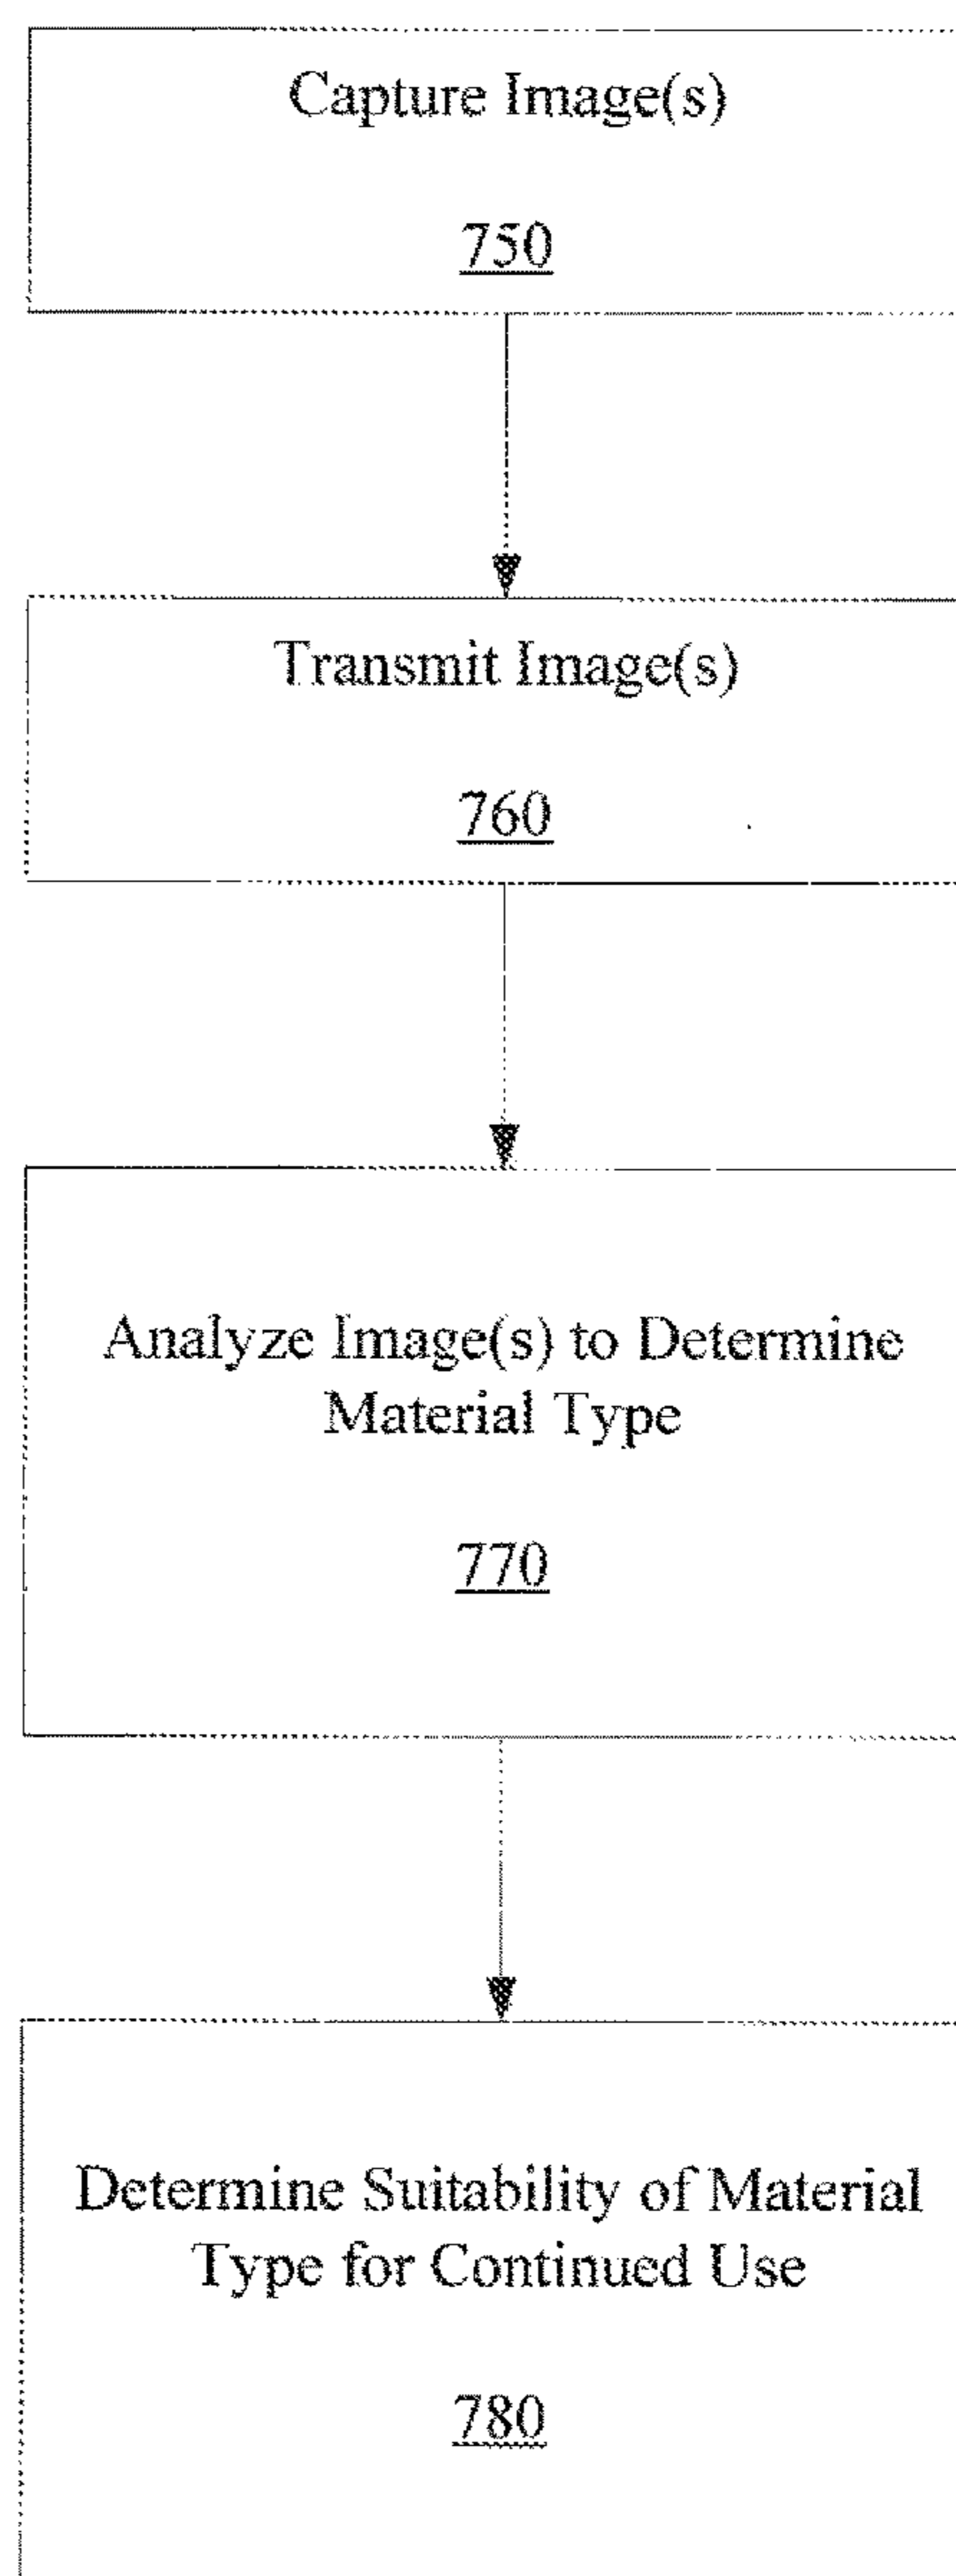 Capture Image(s)
750
Transmit Image(s)
760
Analyze Image(s) to Determine
Material Type
770
Determine Suitability of Material
Type for Continued Use
780